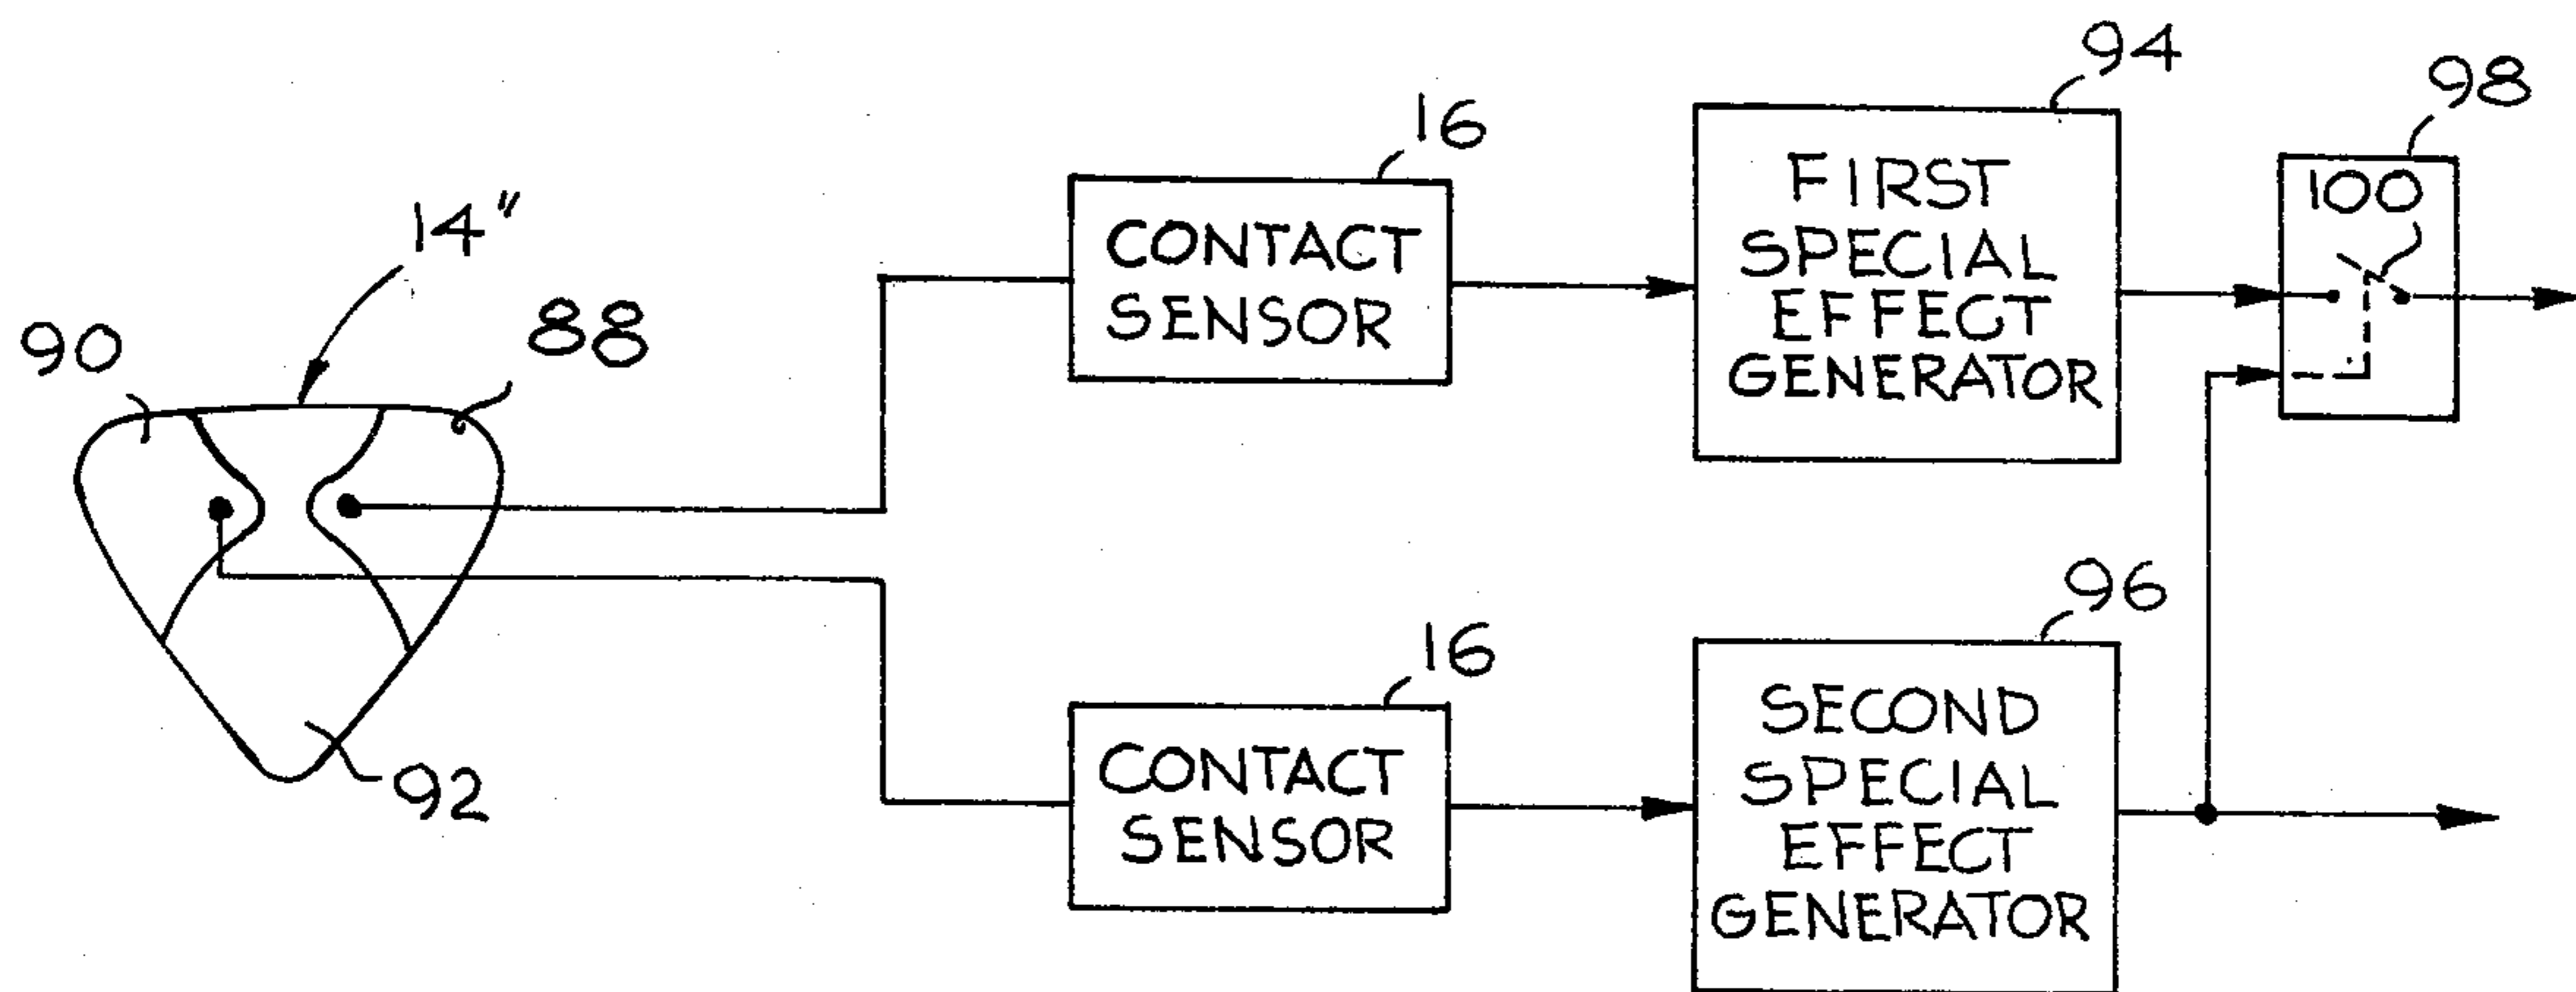 94
98
16
FIRST
SPECIAL
EFFECT
GENERATOR
100
14"
CONTACT
SENSOR
90
88
96
16
SECOND
SPECIAL
EFFECT
GENERATOR
92
CONTACT
SENSOR